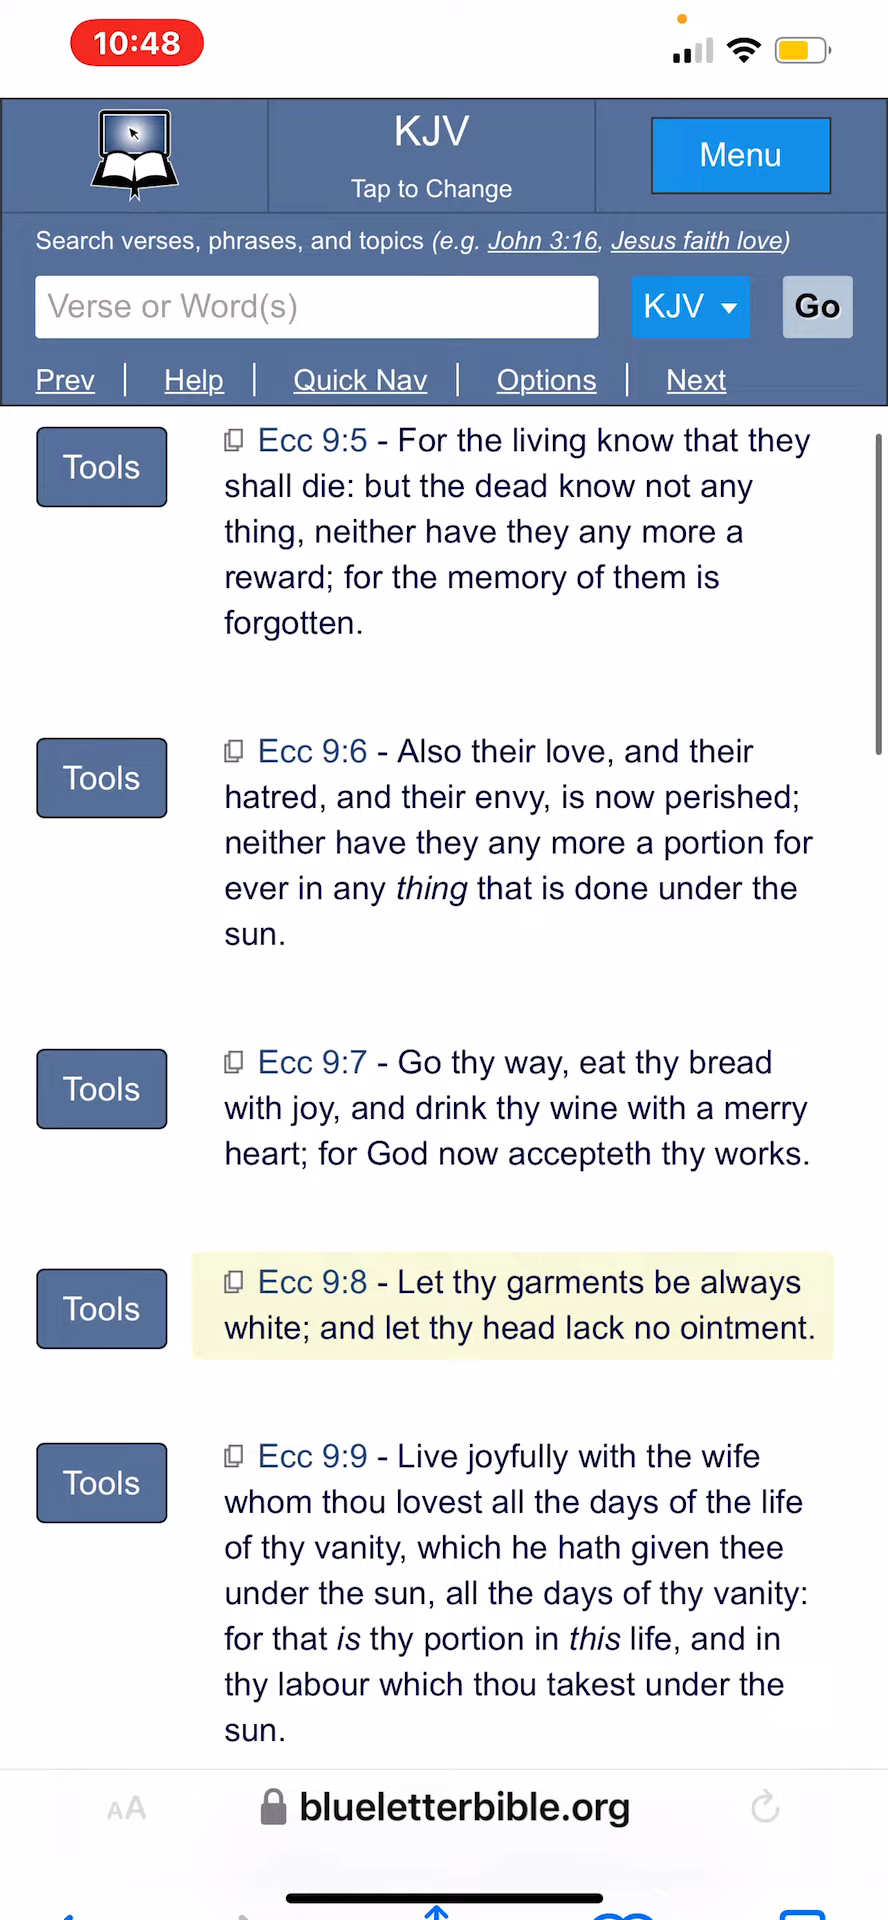 10:48
KJV
Tap to Change
Menu
Search verses, phrases, and topics (e.g. John 3:16, Jesus faith love)
Verse or Word(s)
KJV
Go
Prev | Help | Quick Nav | Options | Next
Tools
Ecc 9:5 - For the living know that they
shall die: but the dead know not any
thing, neither have they any more a
reward; for the memory of them is
forgotten.
Tools
Ecc 9:6 - Also their love, and their
hatred, and their envy, is now perished;
neither have they any more a portion for
ever in any thing that is done under the
sun.
Tools
Ecc 9:7 - Go thy way, eat thy bread
with joy, and drink thy wine with a merry
heart; for God now accepteth thy works.
Tools
Ecc 9:8 - Let thy garments be always
white; and let thy head lack no ointment.
Tools
Ecc 9:9 - Live joyfully with the wife
whom thou lovest all the days of the life
of thy vanity, which he hath given thee
under the sun, all the days of thy vanity:
for that is thy portion in this life, and in
thy labour which thou takest under the
sun.
AA
blueletterbible.org